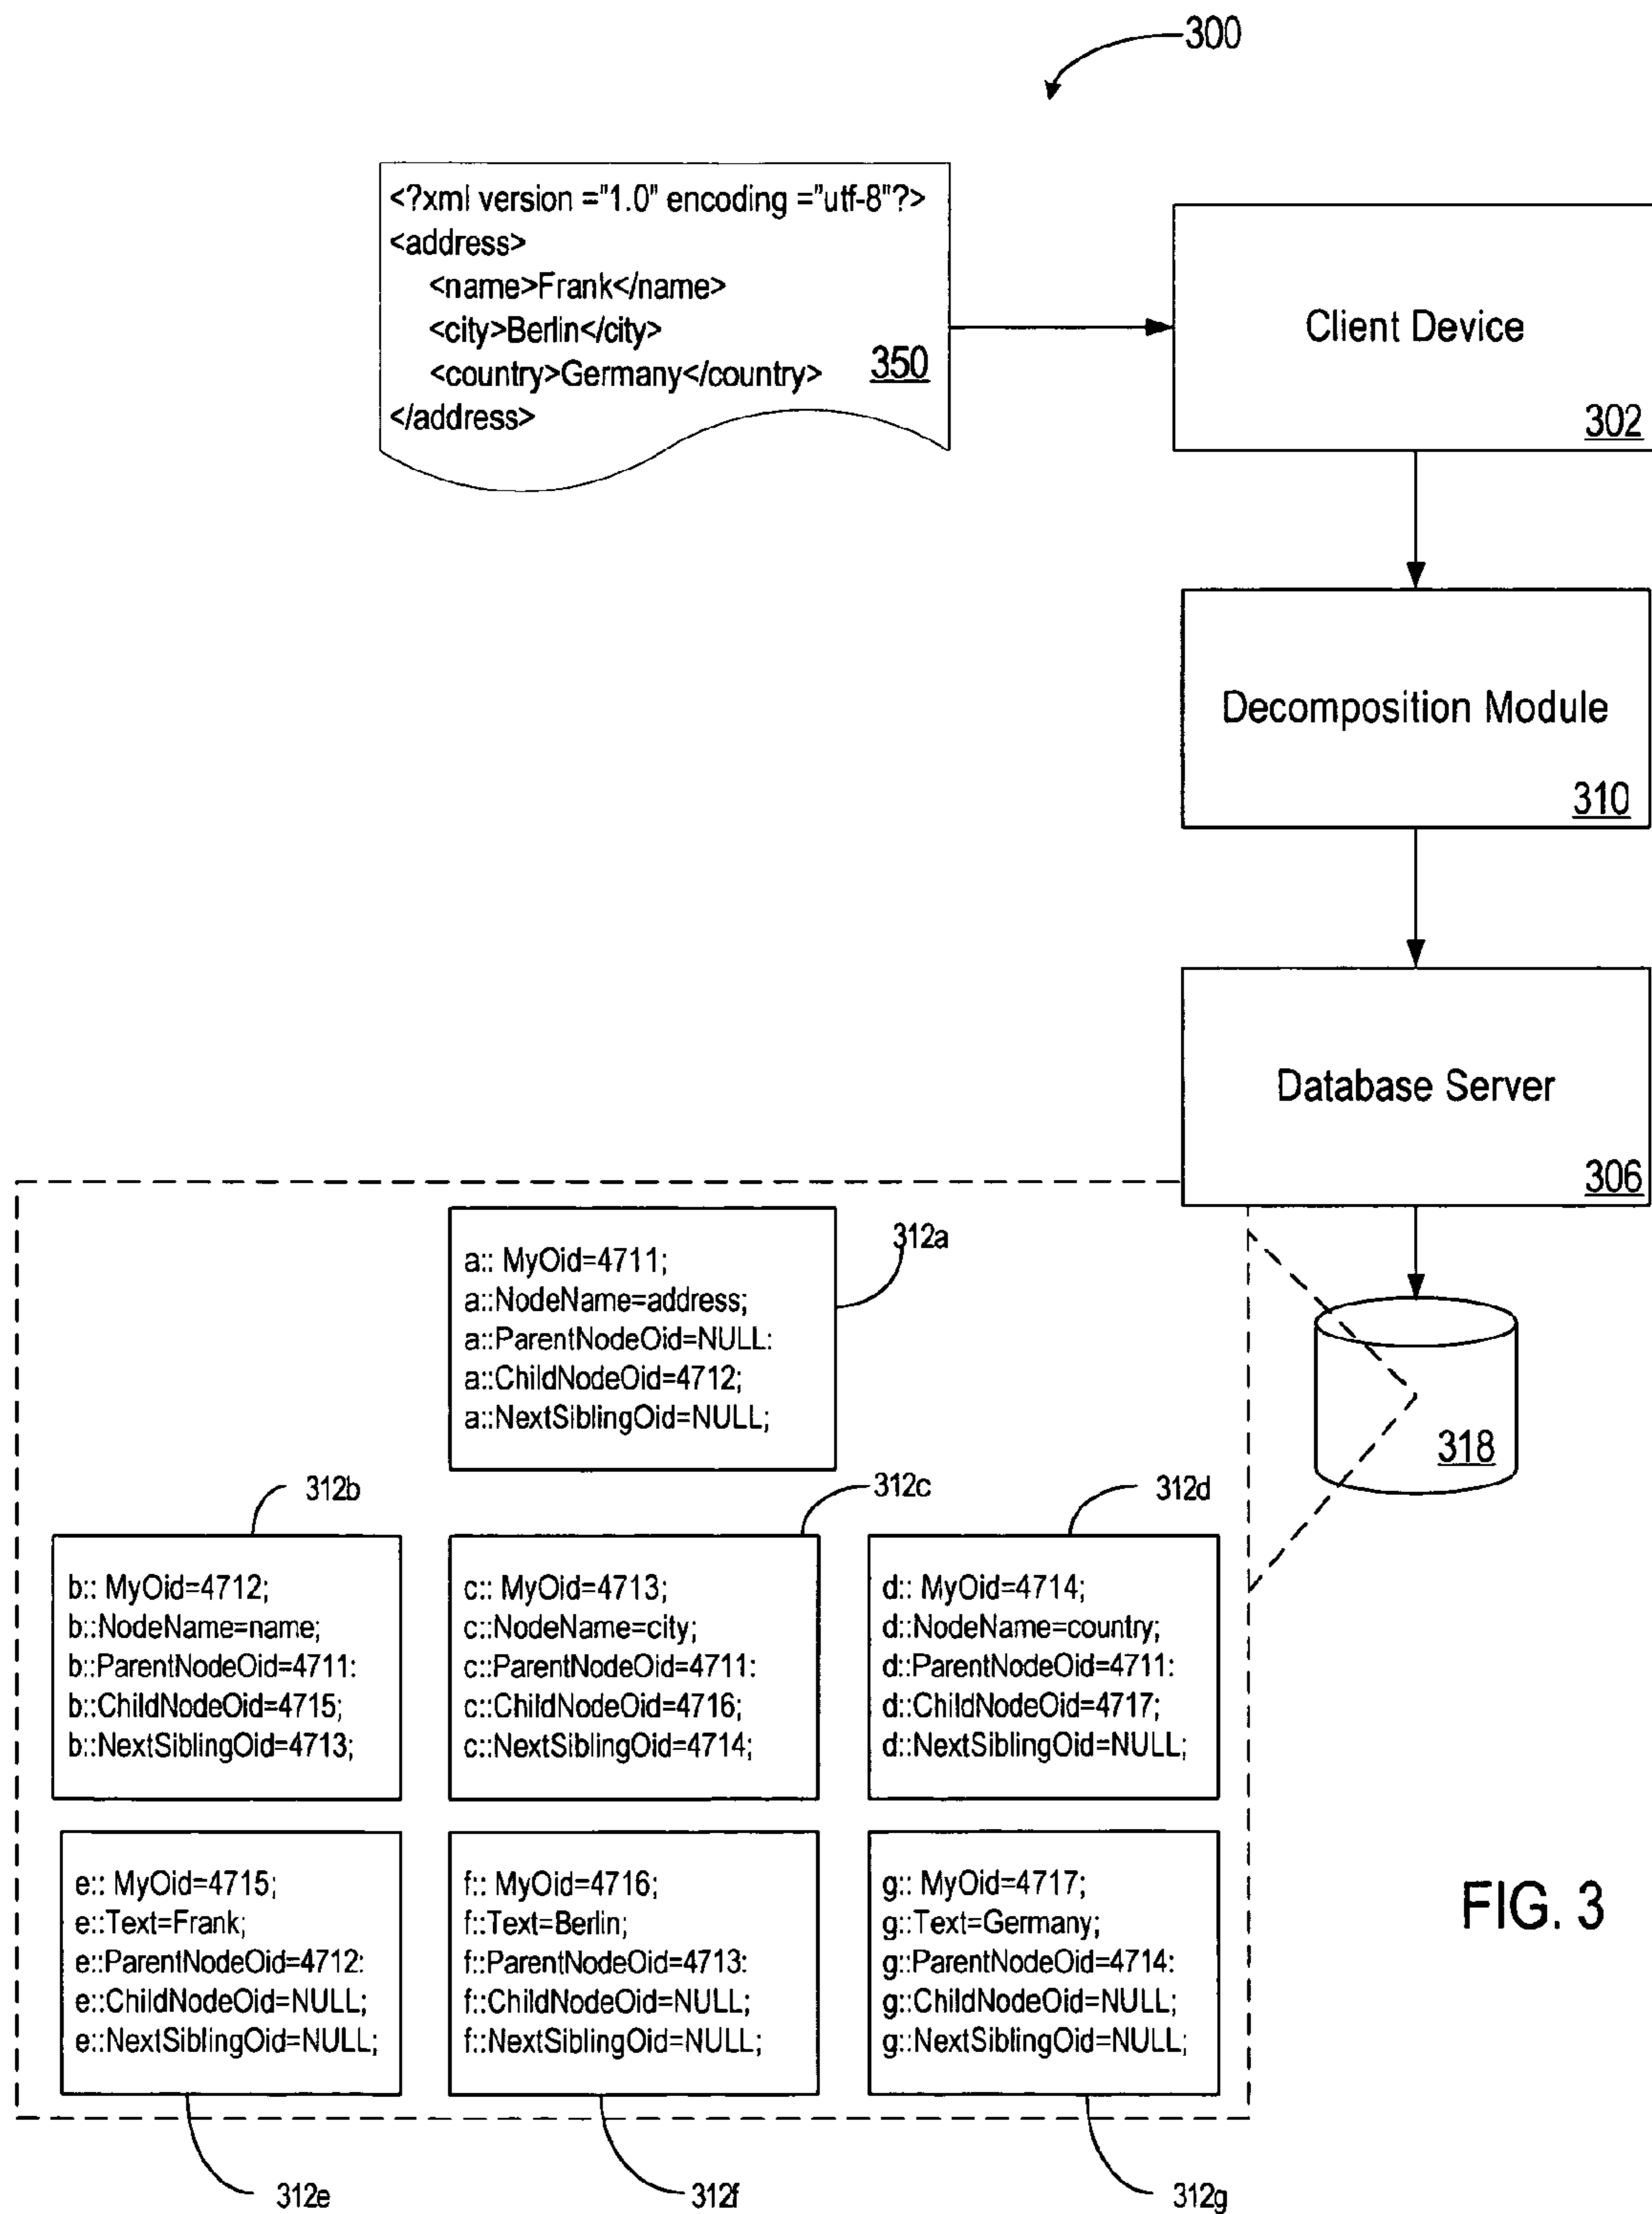 300
<?xml version ="1.0" encoding ="utf-8"?>
<address>
<name>Frank</name>
<city>Berlin</city>
<country>Germany</country>
</address>
350
Client Device
302
Decomposition Module
310
Database Server
306
318
312a
a:: MyOid=4711;
a::NodeName=address;
a::ParentNodeOid=NULL:
a::ChildNodeOid=4712;
a::NextSiblingOid=NULL;
312b
b:: MyOid=4712;
b::NodeName=name;
b::ParentNodeOid=4711:
b::ChildNodeOid=4715;
b::NextSiblingOid=4713;
312c
c:: MyOid=4713;
c::NodeName=city;
c::ParentNodeOid=4711:
c::ChildNodeOid=4716;
c::NextSiblingOid=4714;
312d
d:: MyOid=4714;
d::NodeName=country;
d::ParentNodeOid=4711:
d::ChildNodeOid=4717;
d::NextSiblingOid=NULL;
e:: MyOid=4715;
e::Text=Frank;
e::ParentNodeOid=4712:
e::ChildNodeOid=NULL;
e::NextSiblingOid=NULL;
312e
f:: MyOid=4716;
f::Text=Berlin;
f::ParentNodeOid=4713:
f::ChildNodeOid=NULL;
f::NextSiblingOid=NULL;
312f
g:: MyOid=4717;
g::Text=Germany;
g::ParentNodeOid=4714:
g::ChildNodeOid=NULL;
g::NextSiblingOid=NULL;
312g
FIG. 3